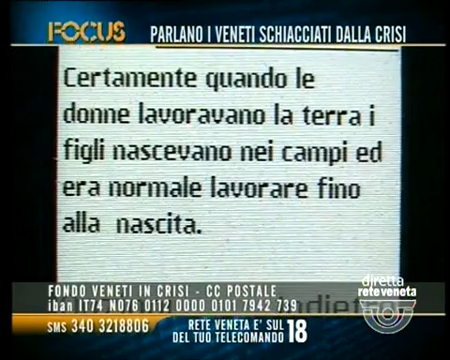 FOCUS
PARLANO I VENETI SCHIACCIATI DALLA CRISI
Certamente quando le
donne lavoravano la terra i
figli nascevano nei campi ed
era normale lavorare fino
alla nascita.
FONDO VENETI IN CRISI - CC POSTALE
iban IT74 N076 0112 0000 0101 7942 739
diretta
reteveneta
SMS 340 3218806
RETE VENETA E' SUL
DEL TUO TELECOMANDO
18